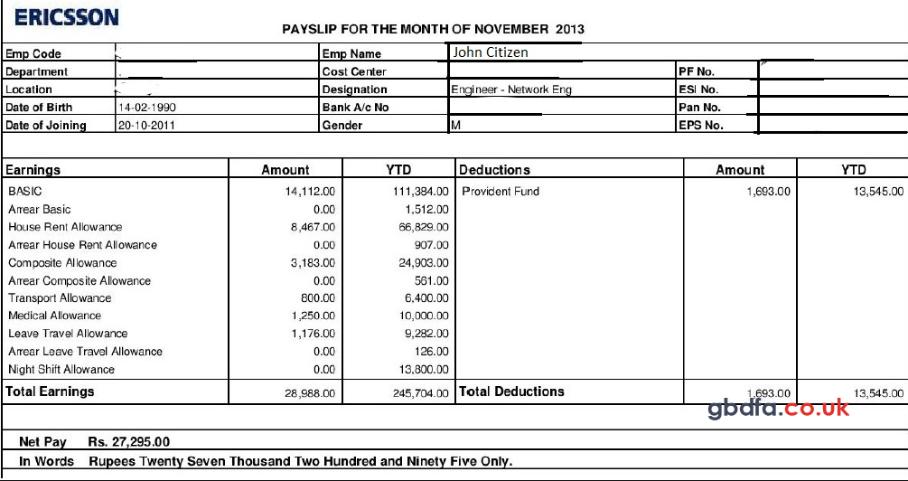 ERICSSON
PAYSLIP FOR THE MONTH OF NOVEMBER 2013
Emp Code Emp Name John Citizen
Department Cost Center PF No.
Location Designation Engineer - Network Eng ESI No.
Date of Birth 14-02-1990 Bank A/c No Pan No.
Date of Joining 20-10-2011 Gender M EPS No.
Earnings Amount YTD Deductions Amount YTD
BASIC 14,112.00 111,384.00 Provident Fund 1,693.00 13,545.00
Arrear Basic 0.00 1,512.00
House Rent Allowance 8,467.00 66,829.00
Arrear House Rent Allowance 0.00 907.00
Composite Allowance 3,183.00 24,903.00
Arrear Composite Allowance 0.00 561.00
Transport Allowance 800.00 6,400.00
Medical Allowance 1,250.00 10,000.00
Leave Travel Allowance 1,176.00 9,282.00
Arrear Leave Travel Allowance 0.00 126.00
Night Shift Allowance 0.00 13,800.00
Total Earnings 28,988.00 245,704.00 Total Deductions 1,693.00 13,545.00
gbdfa.co.uk
Net Pay Rs. 27,295.00
In Words Rupees Twenty Seven Thousand Two Hundred and Ninety Five Only.